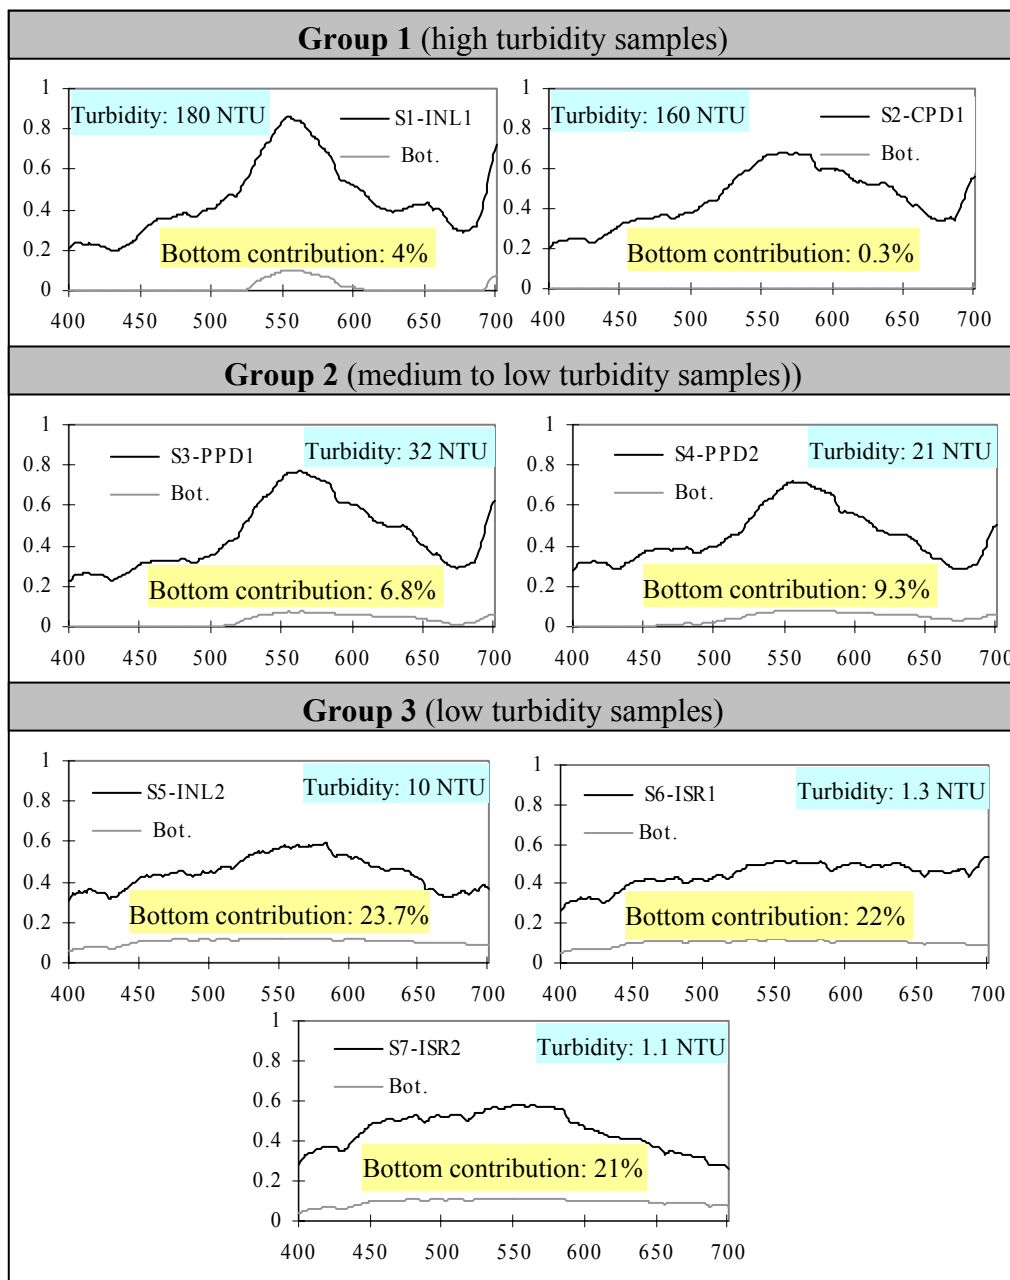 Group 1 (high turbidity samples)
1
0.8
0.6
0.4
0.2
0
Turbidity: 180 NTU
S1-INL1
Bot.
Bottom contribution: 4%
400 450 500 550 600 650 700
1
0.8
0.6
0.4
0.2
0
Turbidity: 160 NTU
S2-CPD1
Bot.
Bottom contribution: 0.3%
400 450 500 550 600 650 700
Group 2 (medium to low turbidity samples))
1
0.8
0.6
0.4
0.2
0
S3-PPD1
Turbidity: 32 NTU
Bot.
Bottom contribution: 6.8%
400 450 500 550 600 650 700
1
0.8
0.6
0.4
0.2
0
S4-PPD2
Turbidity: 21 NTU
Bot.
Bottom contribution: 9.3%
400 450 500 550 600 650 700
Group 3 (low turbidity samples)
1
0.8
0.6
0.4
0.2
0
S5-INL2
Turbidity: 10 NTU
Bot.
Bottom contribution: 23.7%
400 450 500 550 600 650 700
1
0.8
0.6
0.4
0.2
0
S6-ISR1
Turbidity: 1.3 NTU
Bot.
Bottom contribution: 22%
400 450 500 550 600 650 700
1
0.8
0.6
0.4
0.2
0
S7-ISR2
Turbidity: 1.1 NTU
Bot.
Bottom contribution: 21%
400 450 500 550 600 650 700